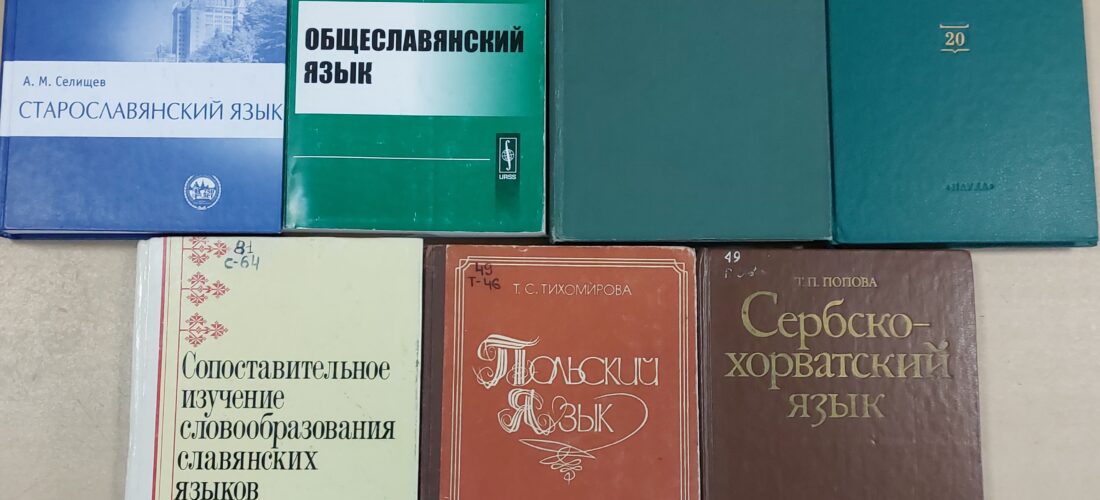 А. М. Селищев
СТАРОСЛАВЯНСКИЙ ЯЗЫК
ОБЩЕСЛАВЯНСКИЙ
ЯЗЫК
URSS
20
«НАУКА»
81
С-64
Сопоставительное
изучение
словообразования
славянских
языков
49
Т-46
Т. С. ТИХОМИРОВА
Польский
Язык
49
Т. П. ПОПОВА
Сербско-
хорватский
язык